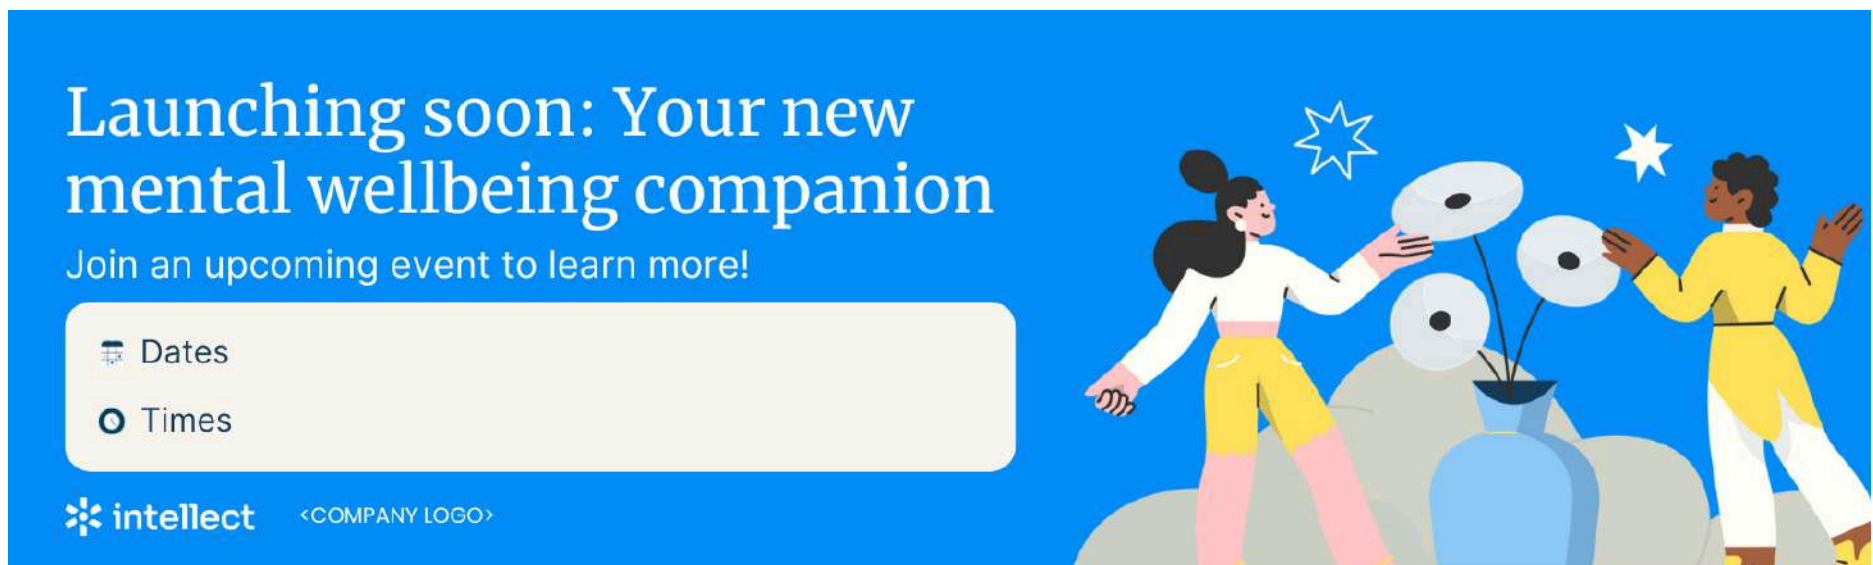 Launching soon: Your new
mental wellbeing companion
Join an upcoming event to learn more!
Dates
Times
intellect <COMPANY LOGO>